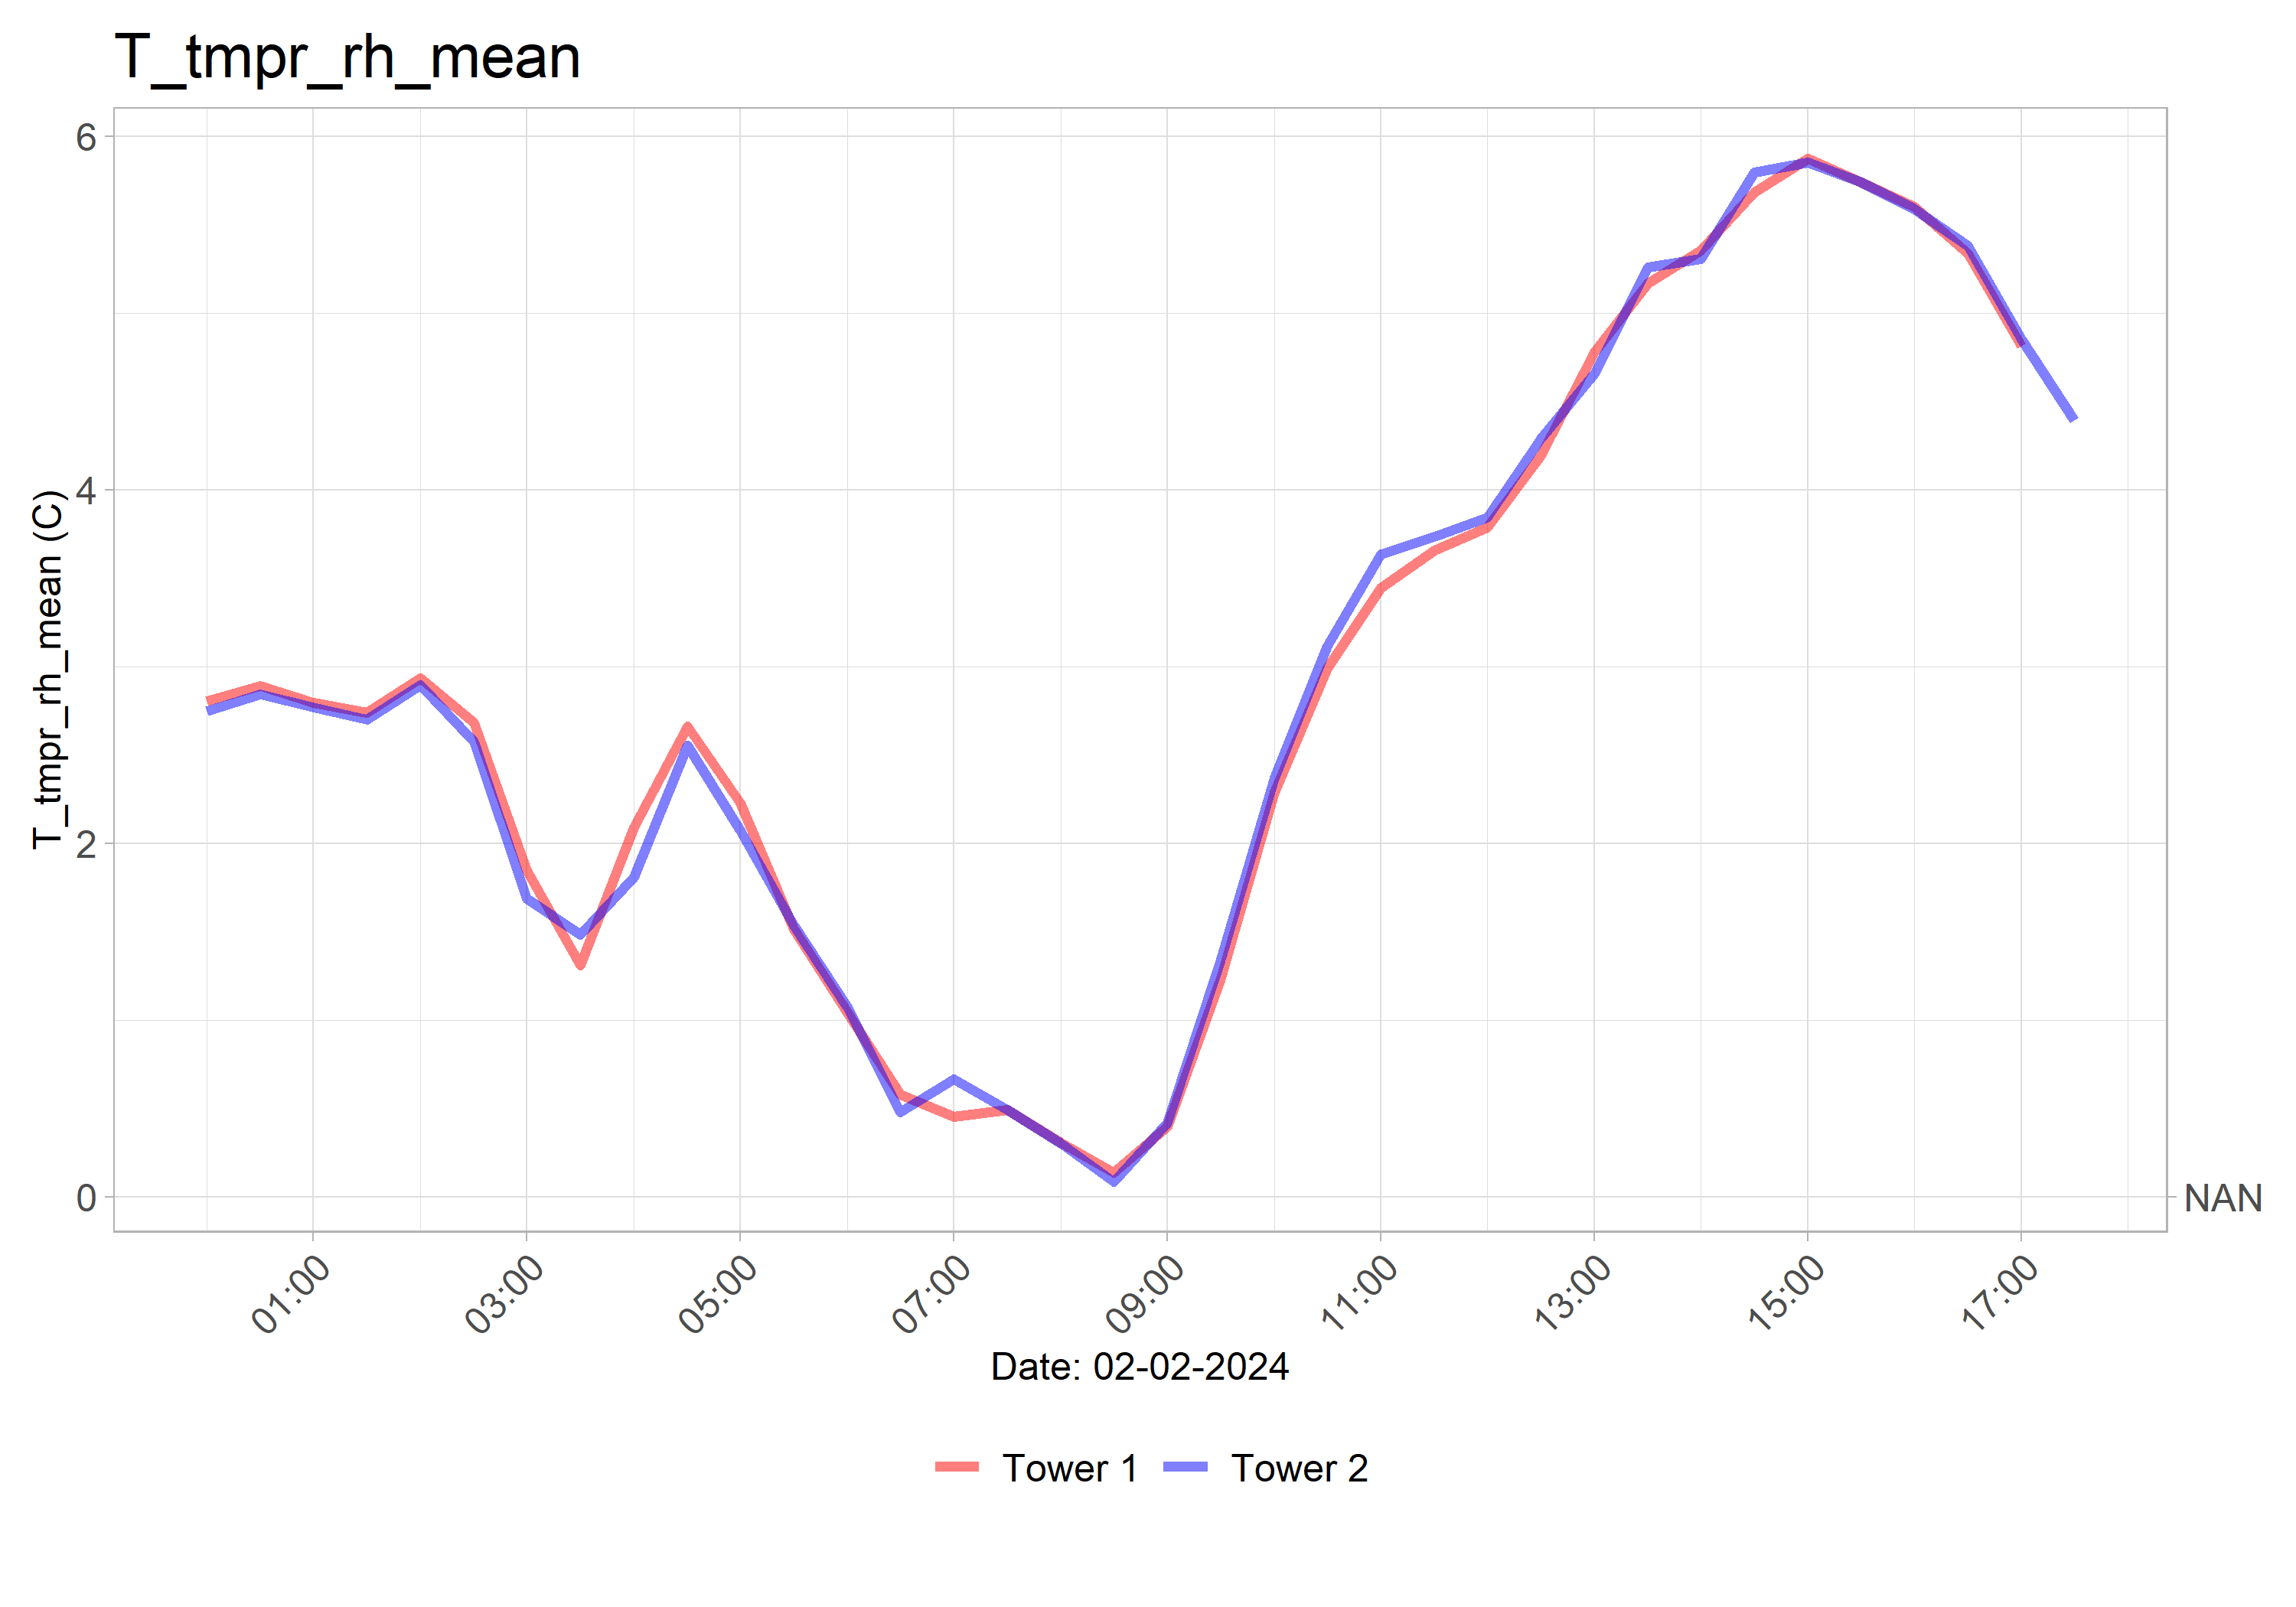 T_tmpr_rh_mean
T_tmpr_rh_mean (C)
6
4
2
0
NAN
01:00
03:00
05:00
07:00
09:00
11:00
13:00
15:00
17:00
Date: 02-02-2024
Tower 1
Tower 2